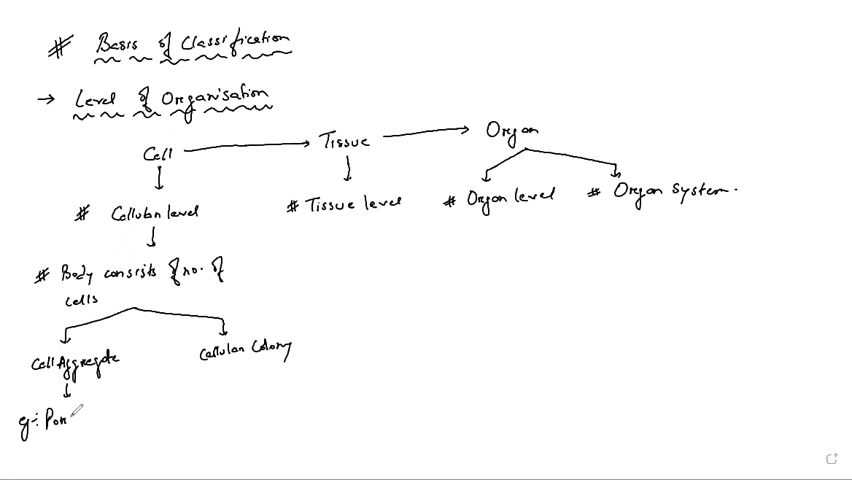 # Basis of Classification
→ Level of Organisation
Cell → Tissue → Organ
# Cellular level # Tissue level # Organ level # Organ system.
# Body consists of no. of
cells
Cell Aggregate Cellular Colony
eg: Pori